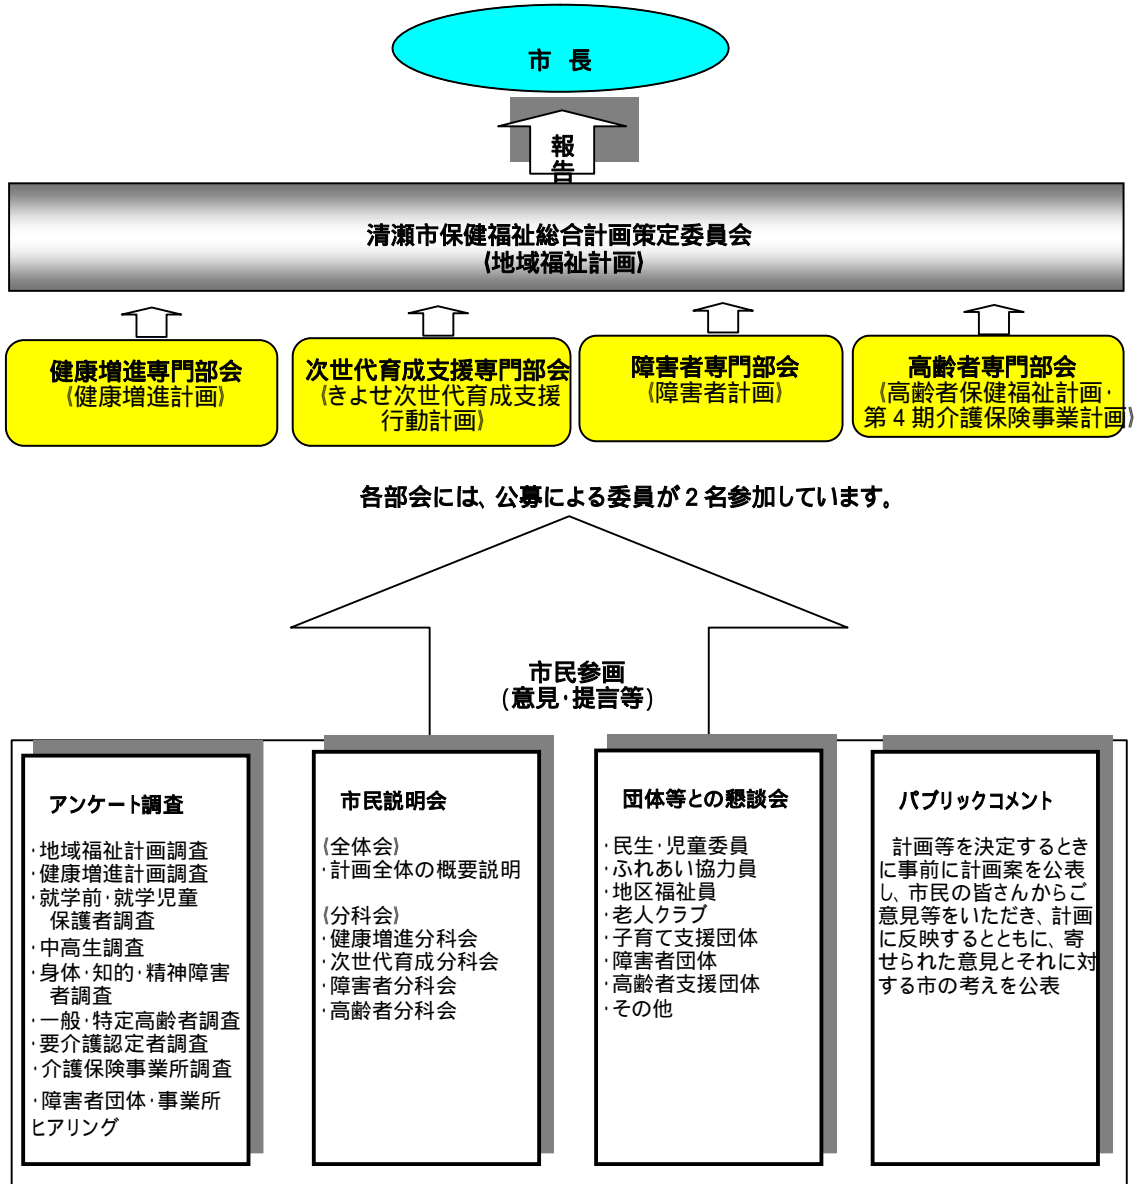 市 長
報
告
清瀬市保健福祉総合計画策定委員会
(地域福祉計画)
健康増進専門部会
(健康増進計画)
次世代育成支援専門部会
(きよせ次世代育成支援
行動計画)
障害者専門部会
(障害者計画)
高齢者専門部会
(高齢者保健福祉計画・
第4期介護保険事業計画)
各部会には、公募による委員が2名参加しています。
市民参画
(意見・提言等)
アンケート調査
・地域福祉計画調査
・健康増進計画調査
・就学前・就学児童
保護者調査
・中高生調査
・身体・知的・精神障害
者調査
・一般・特定高齢者調査
・要介護認定者調査
・介護保険事業所調査
・障害者団体・事業所
ヒアリング
市民説明会
(全体会)
・計画全体の概要説明
(分科会)
・健康増進分科会
・次世代育成分科会
・障害者分科会
・高齢者分科会
団体等との懇談会
・民生・児童委員
・ふれあい協力員
・地区福祉員
・老人クラブ
・子育て支援団体
・障害者団体
・高齢者支援団体
・その他
パブリックコメント
計画等を決定するとき
に事前に計画案を公表
し、市民の皆さんからご
意見等をいただき、計画
に反映するとともに、寄
せられた意見とそれに対
する市の考えを公表